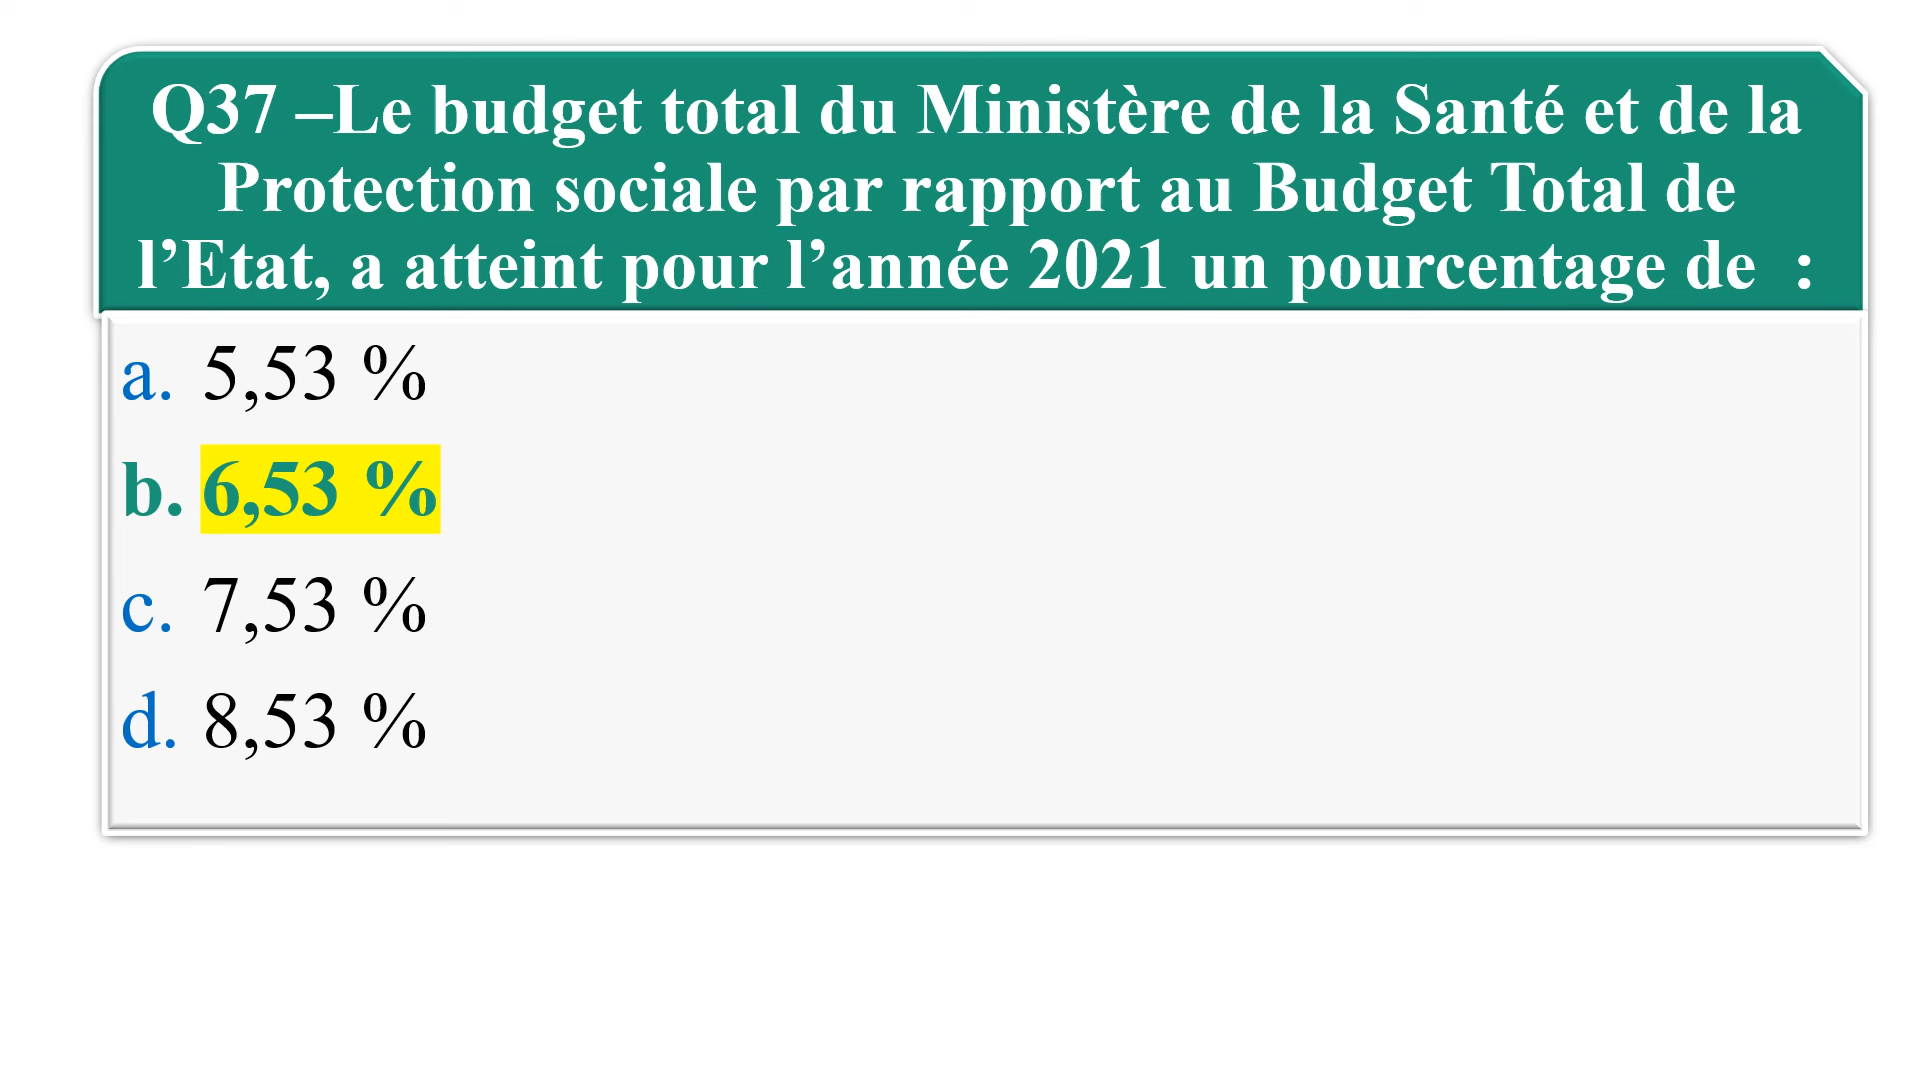 Q37 –Le budget total du Ministère de la Santé et de la
Protection sociale par rapport au Budget Total de
l’Etat, a atteint pour l’année 2021 un pourcentage de  :
a. 5,53 %
b. 6,53 %
c. 7,53 %
d. 8,53 %